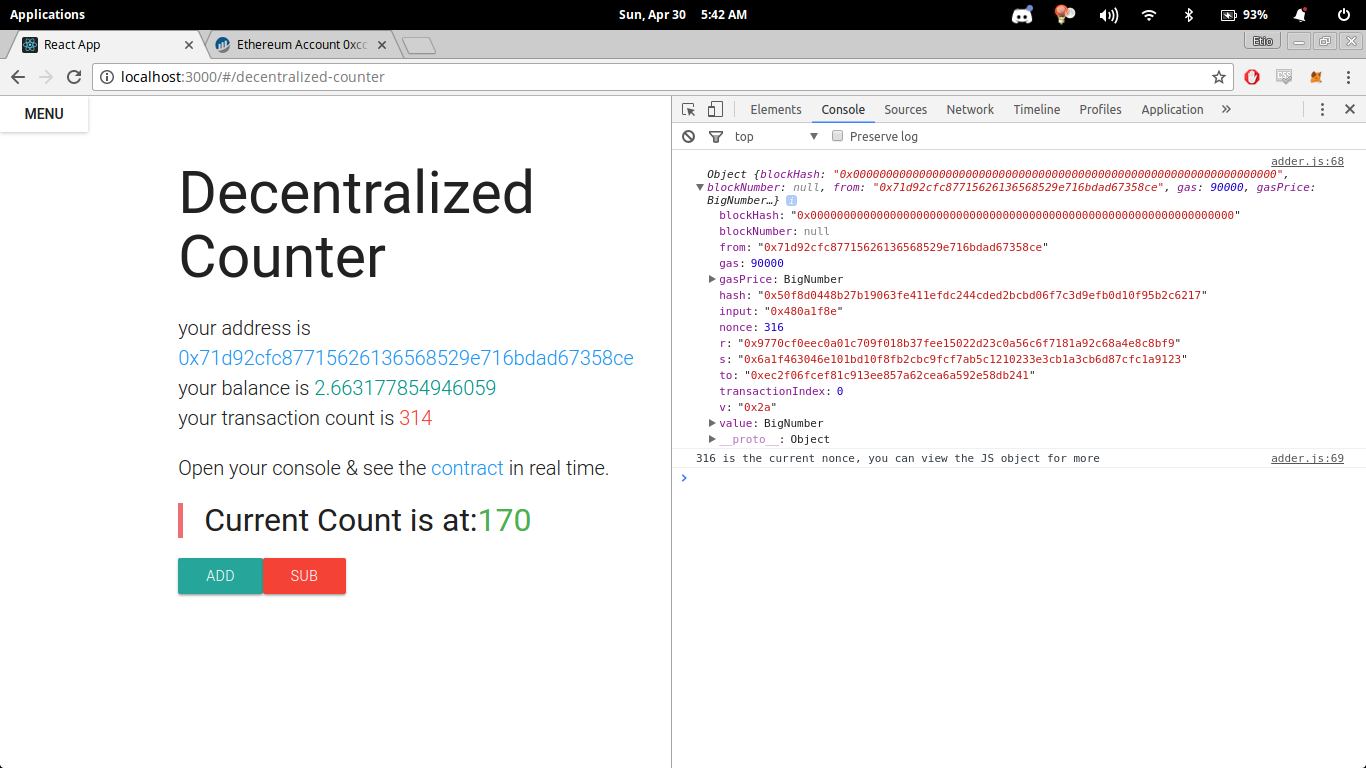 Applications
Sun, Apr 30 5:42 AM
93%
React App
Ethereum Account 0xcc
Etio
localhost:3000/#/decentralized-counter
MENU
Decentralized
Counter
your address is
0x71d92cfc87715626136568529e716bdad67358ce
your balance is 2.663177854946059
your transaction count is 314
Open your console & see the contract in real time.
Current Count is at:170
ADD SUB
Elements Console Sources Network Timeline Profiles Application »
top Preserve log
adder.js:68
Object {blockHash: "0x0000000000000000000000000000000000000000000000000000000000000000",
blockNumber: null, from: "0x71d92cfc87715626136568529e716bdad67358ce", gas: 90000, gasPrice:
BigNumber…}
blockHash: "0x0000000000000000000000000000000000000000000000000000000000000000"
blockNumber: null
from: "0x71d92cfc87715626136568529e716bdad67358ce"
gas: 90000
gasPrice: BigNumber
hash: "0x50f8d0448b27b19063fe411efdc244cded2bcbd06f7c3d9efb0d10f95b2c6217"
input: "0x480a1f8e"
nonce: 316
r: "0x9770cf0eec0a01c709f018b37fee15022d23c0a56c6f7181a92c68a4e8c8bf9"
s: "0x6a1f463046e101bd10f8fb2cbc9fcf7ab5c1210233e3cb1a3cb6d87cfc1a9123"
to: "0xec2f06fcef81c913ee857a62cea6a592e58db241"
transactionIndex: 0
v: "0x2a"
value: BigNumber
__proto__: Object
316 is the current nonce, you can view the JS object for more
adder.js:69